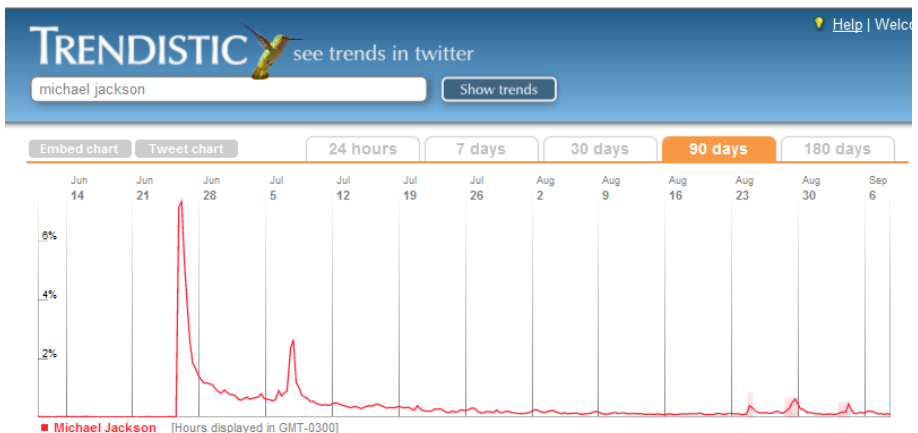 Help | Welco
TRENDISTIC see trends in twitter
michael jackson Show trends
Embed chart Tweet chart 24 hours 7 days 30 days 90 days 180 days
Jun Jun Jun Jul Jul Jul Jul Aug Aug Aug Aug Aug Sep
14 21 28 5 12 19 26 2 9 16 23 30 6
6%
4%
2%
Michael Jackson [Hours displayed in GMT-0300]